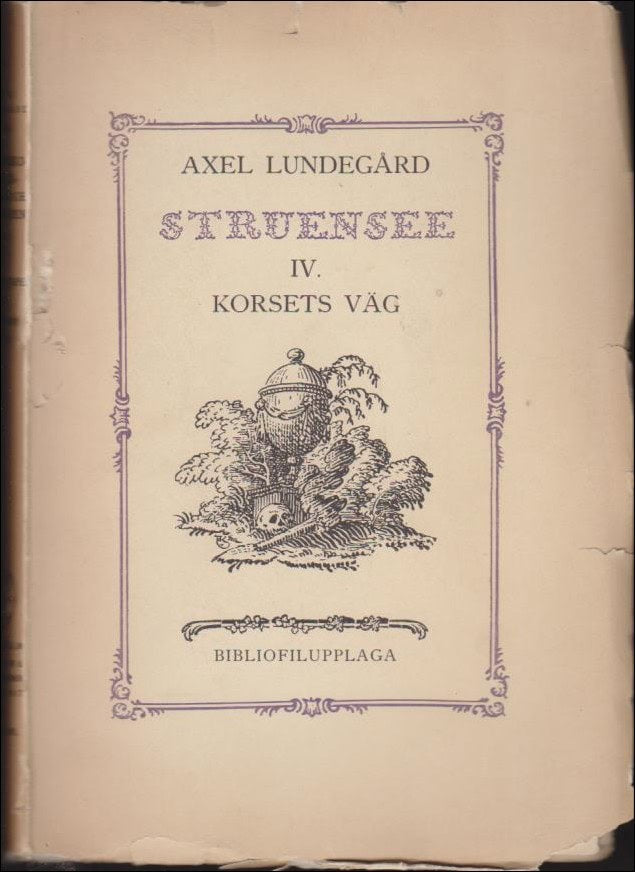 AXEL LUNDEGÅRD
STRUENSEE
IV.
KORSETS VÄG
BIBLIOFILUPPLAGA